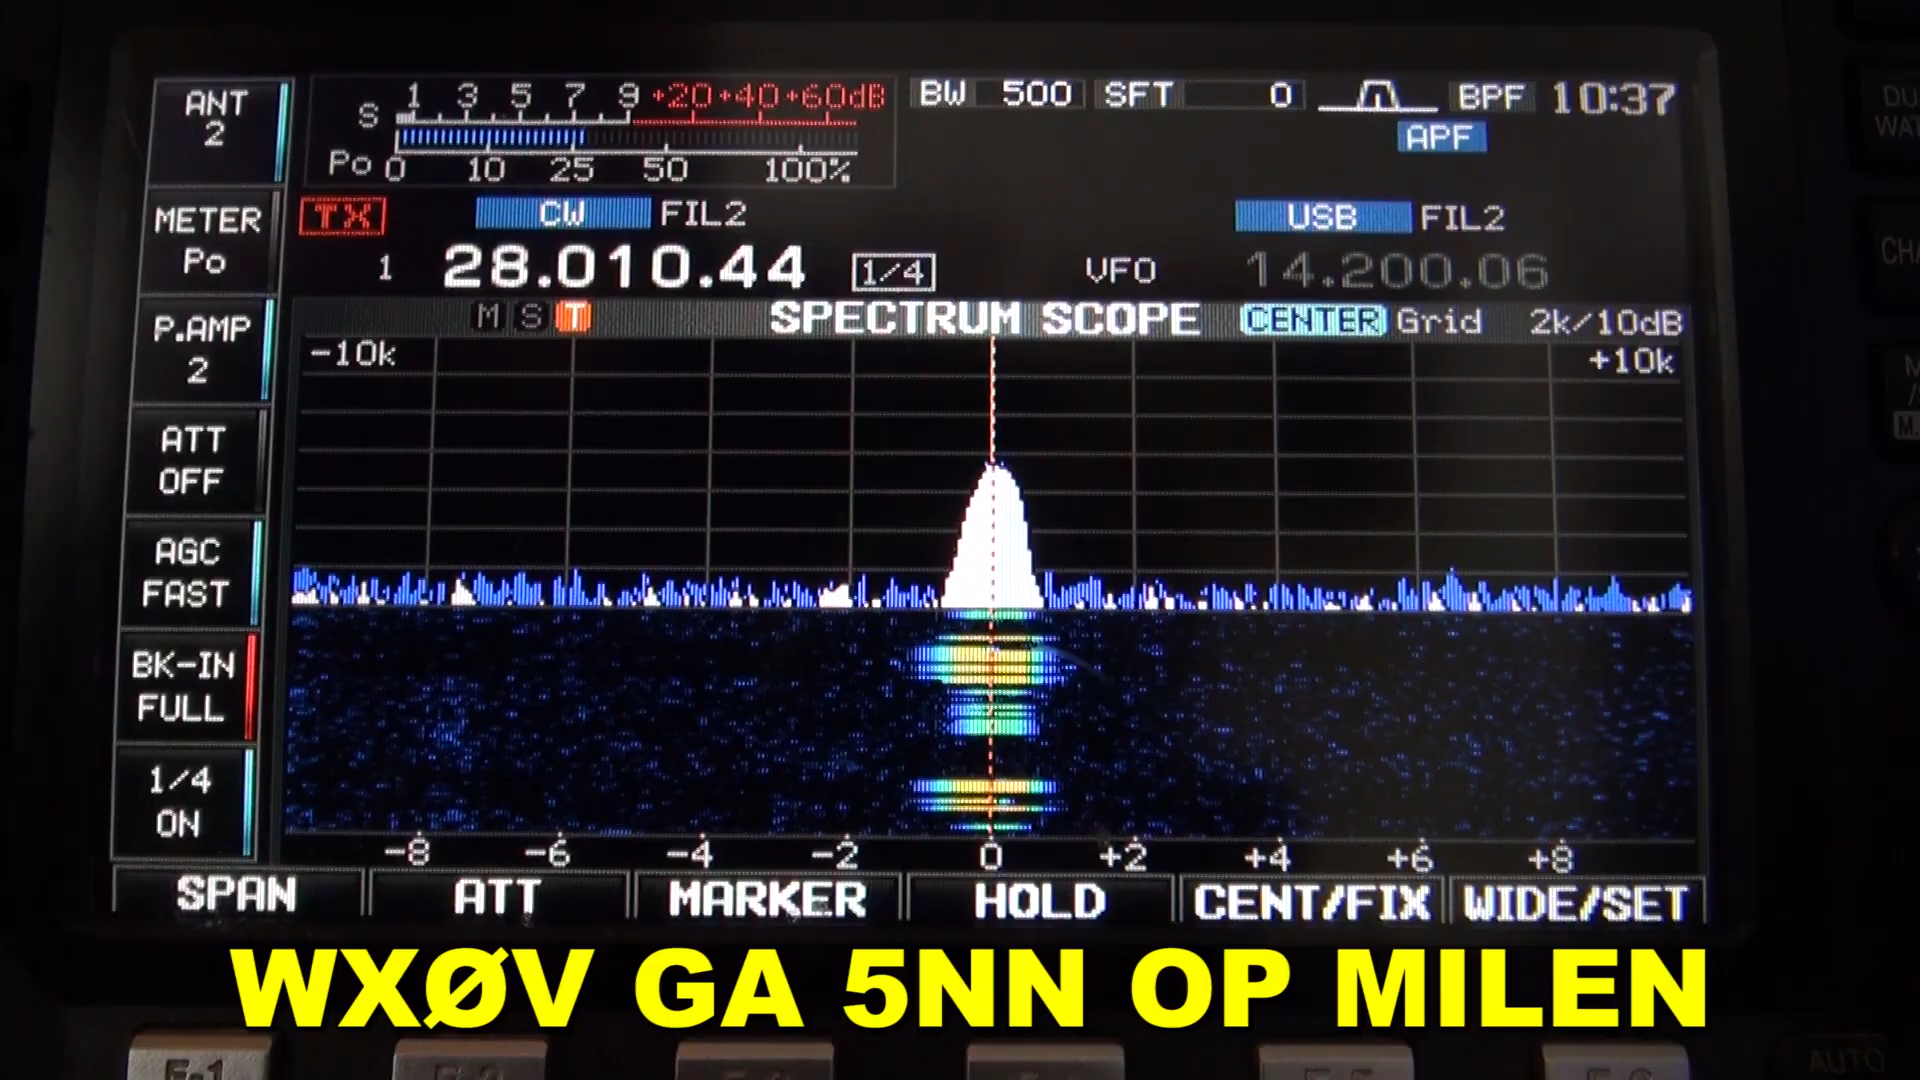 ANT
2
S 1 3 5 7 9 +20+40+60dB
Po 0 10 25 50 100%
BW 500 SFT 0 BPF 10:37
APF
METER
Po
TX CW FIL2 USB FIL2
1 28.010.44 1/4 VFO 14.200.06
M S T SPECTRUM SCOPE CENTER Grid 2k/10dB
P.AMP
2
-10k +10k
ATT
OFF
AGC
FAST
BK-IN
FULL
1/4
ON
-8 -6 -4 -2 0 +2 +4 +6 +8
SPAN ATT MARKER HOLD CENT/FIX WIDE/SET
WXØV GA 5NN OP MILEN
AUTO